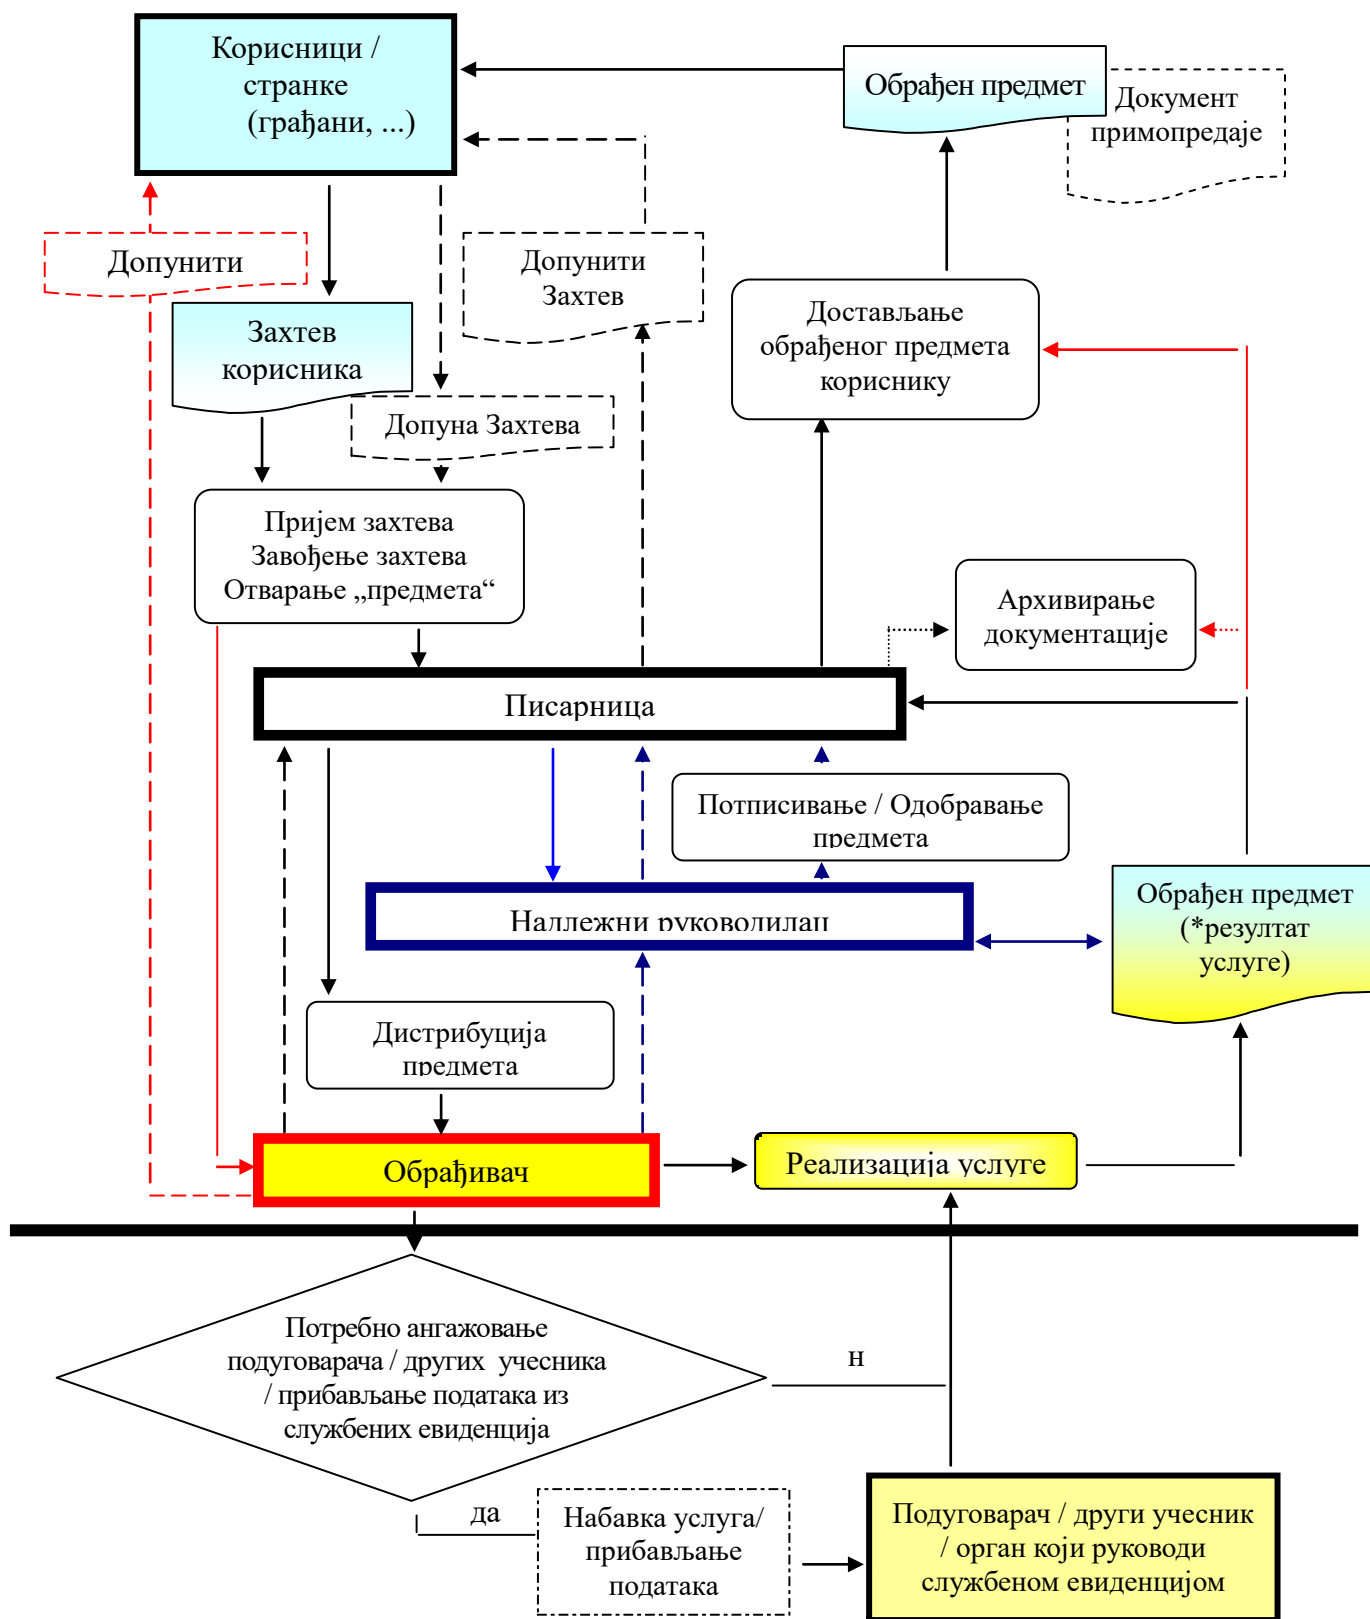 Корисници /
странке
(грађани, ...)
Обрађен предмет
Документ
примопредаје
Допунити
Допунити
Захтев
Захтев
корисника
Достављање
обрађеног предмета
кориснику
Допуна Захтева
Пријем захтева
Завођење захтева
Отварање „предмета“
Архивирање
документације
Писарница
Потписивање / Одобравање
предмета
Надлежни руководилац
Обрађен предмет
(*резултат
услуге)
Дистрибуција
предмета
Обрађивач
Реализација услуге
Потребно ангажовање
подуговарача / других учесника
/ прибављање података из
службених евиденција
н
да
Набавка услуга/
прибављање
података
Подуговарач / други учесник
/ орган који руководи
службеном евиденцијом